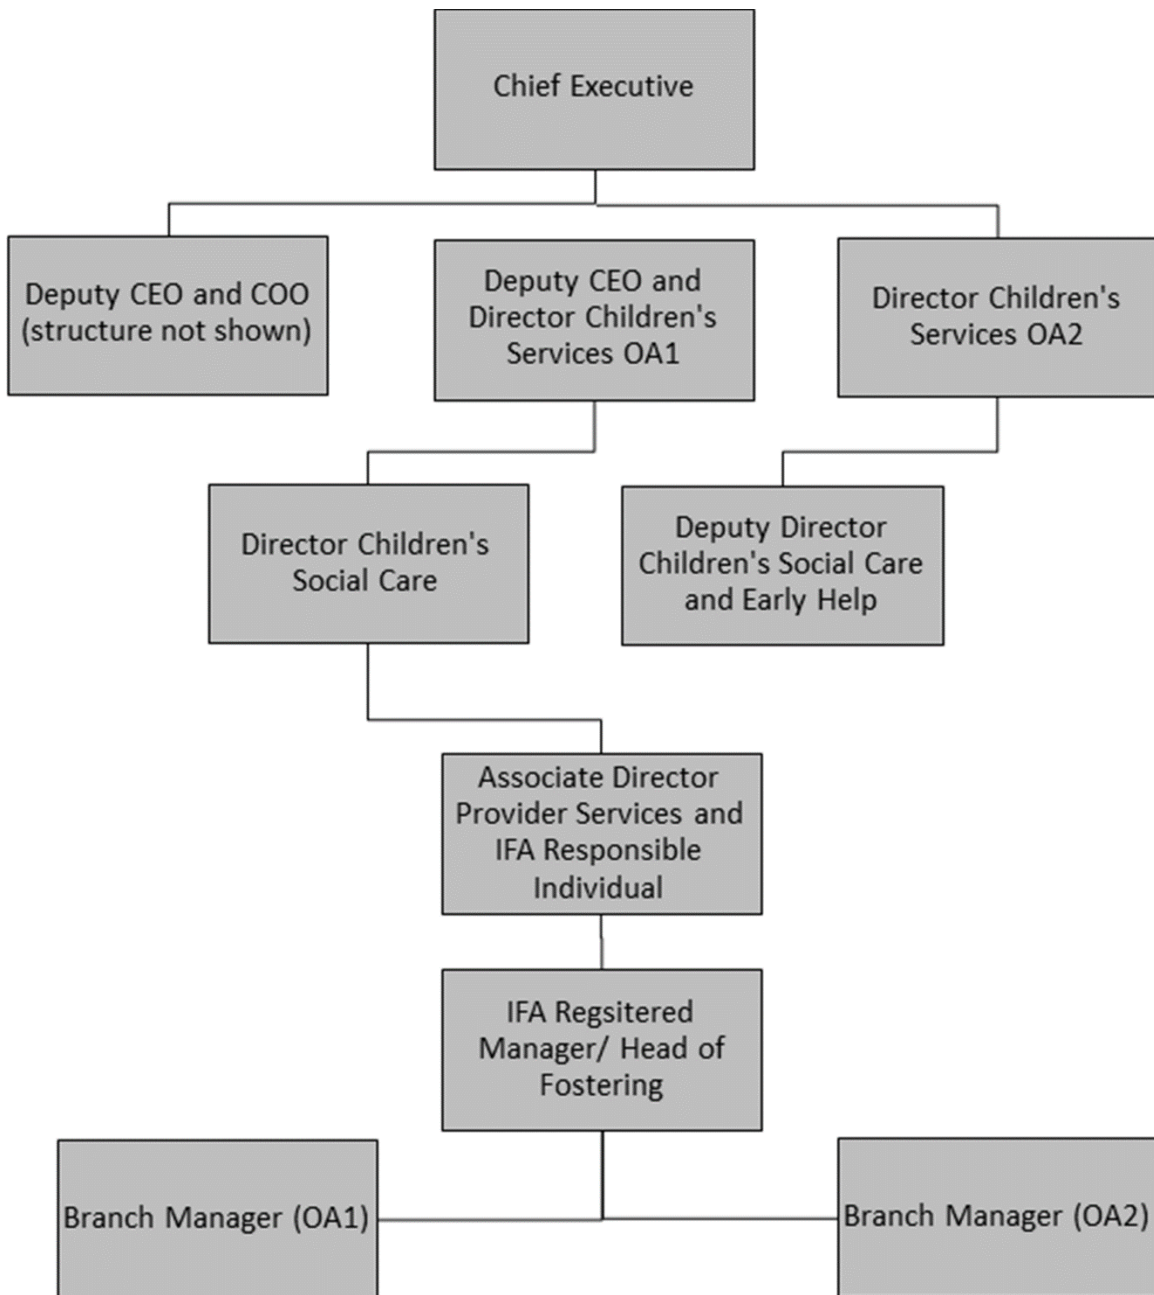 Chief Executive
Deputy CEO and COO
(structure not shown)
Deputy CEO and
Director Children's
Services OA1
Director Children's
Services OA2
Director Children's
Social Care
Deputy Director
Children's Social Care
and Early Help
Associate Director
Provider Services and
IFA Responsible
Individual
IFA Regsitered
Manager/ Head of
Fostering
Branch Manager (OA1)
Branch Manager (OA2)